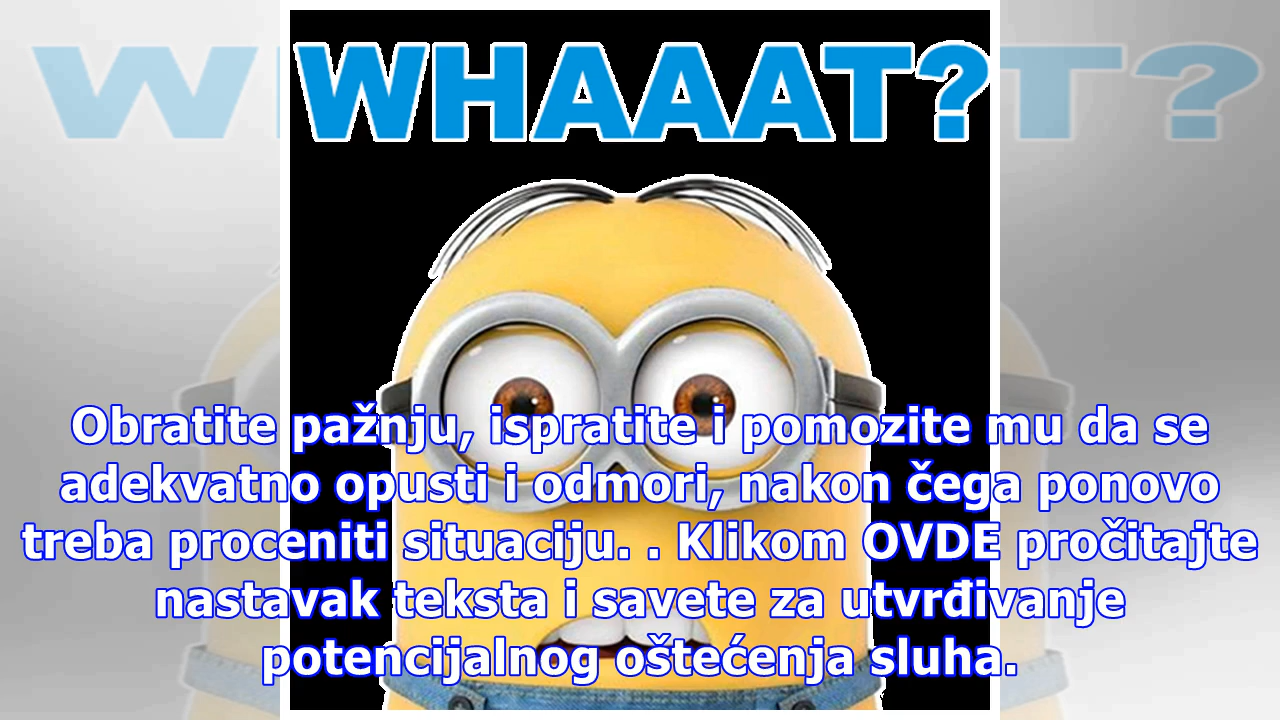 WHAAAT?
Obratite pažnju, ispratite i pomozite mu da se
adekvatno opusti i odmori, nakon čega ponovo
treba proceniti situaciju. . Klikom OVDE pročitajte
nastavak teksta i savete za utvrđivanje
potencijalnog oštećenja sluha.